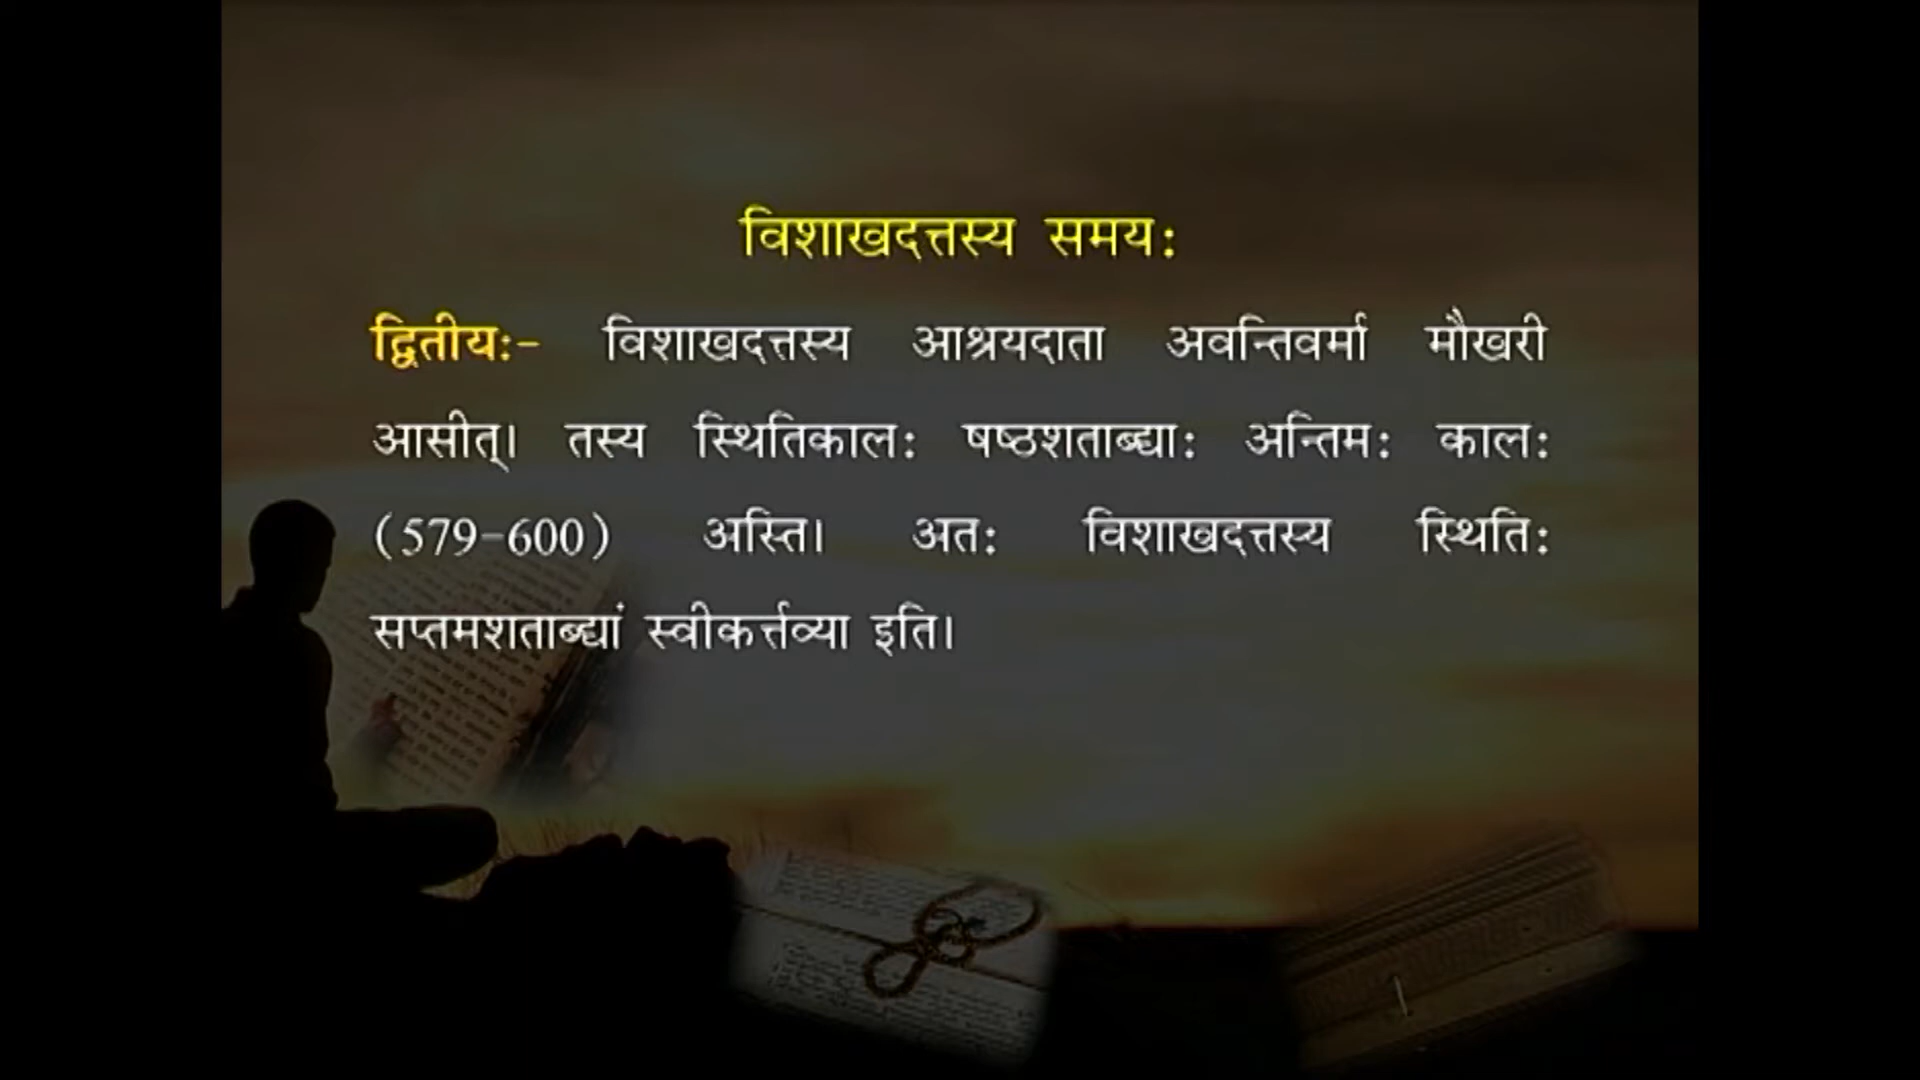 विशाखदत्तस्य समय:
द्वितीय:- विशाखदत्तस्य आश्रयदाता अवन्तिवर्मा मौखरी
आसीत्। तस्य स्थितिकाल: षष्ठशताब्द्या: अन्तिम: काल:
(579-600) अस्ति। अत: विशाखदत्तस्य स्थिति:
सप्तमशताब्द्यां स्वीकर्त्तव्या इति।